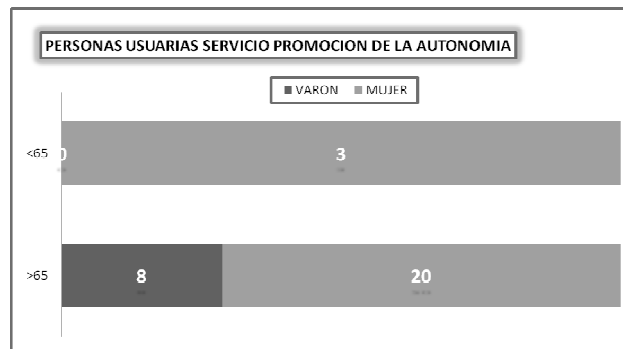 PERSONAS USUARIAS SERVICIO PROMOCION DE LA AUTONOMIA
VARON MUJER
<65 0 3
>65 8 20